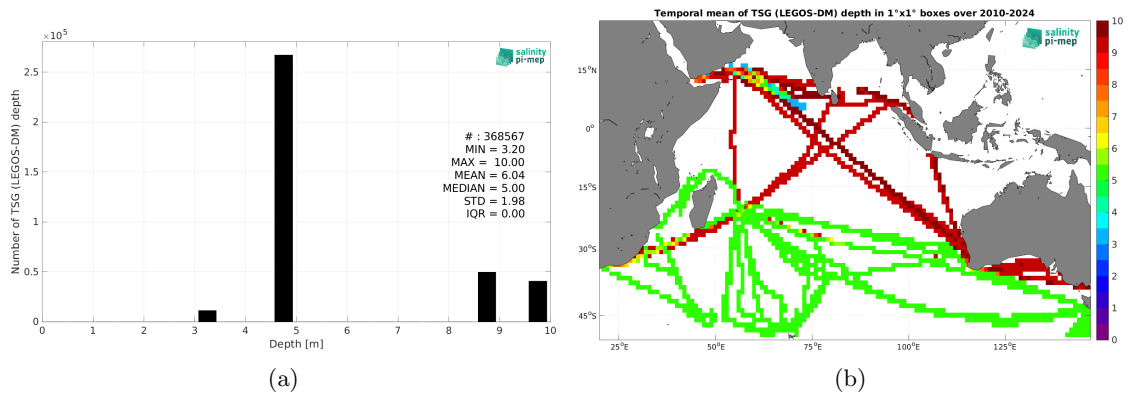 ×10⁵
2.5
2
1.5
1
0.5
0
0 1 2 3 4 5 6 7 8 9 10
Number of TSG (LEGOS-DM) depth
Depth [m]
salinity
pi-mep
# : 368567
MIN = 3.20
MAX = 10.00
MEAN = 6.04
MEDIAN = 5.00
STD = 1.98
IQR = 0.00
(a)
Temporal mean of TSG (LEGOS-DM) depth in 1°x1° boxes over 2010-2024
salinity
pi-mep
15°N
0°
15°S
30°S
45°S
25°E 50°E 75°E 100°E 125°E
10
9
8
7
6
5
4
3
2
1
0
(b)